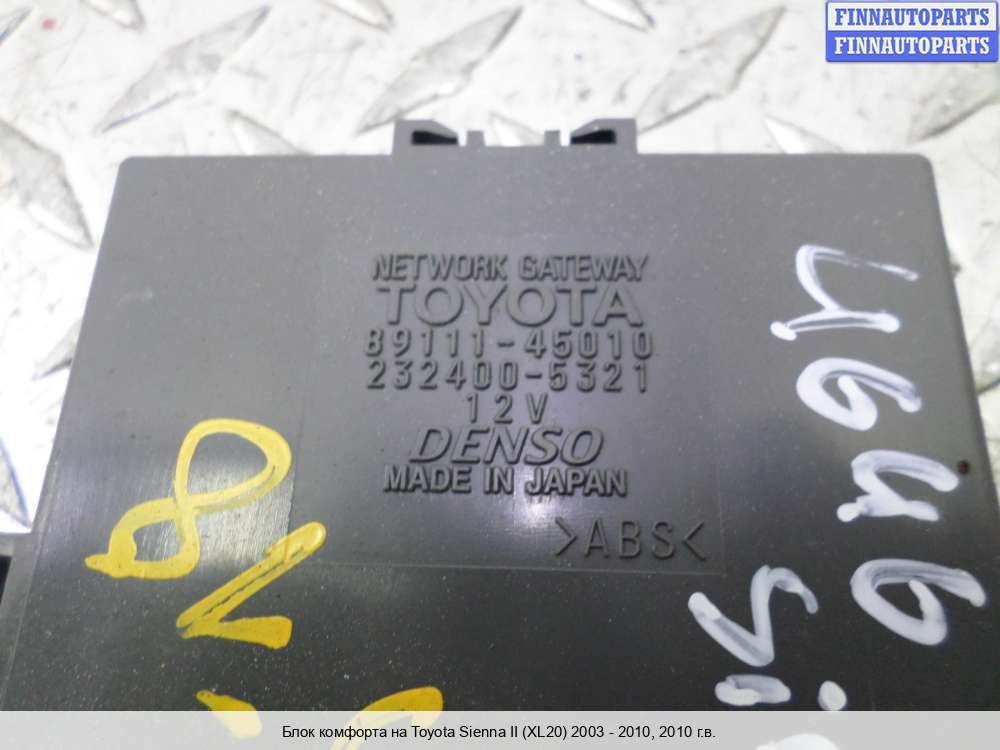 FINNAUTOPARTS
FINNAUTOPARTS
NETWORK GATEWAY
TOYOTA
89111-45010
232400-5321
12V
DENSO
MADE IN JAPAN
>ABS<
Блок комфорта на Toyota Sienna II (XL20) 2003 - 2010, 2010 г.в.